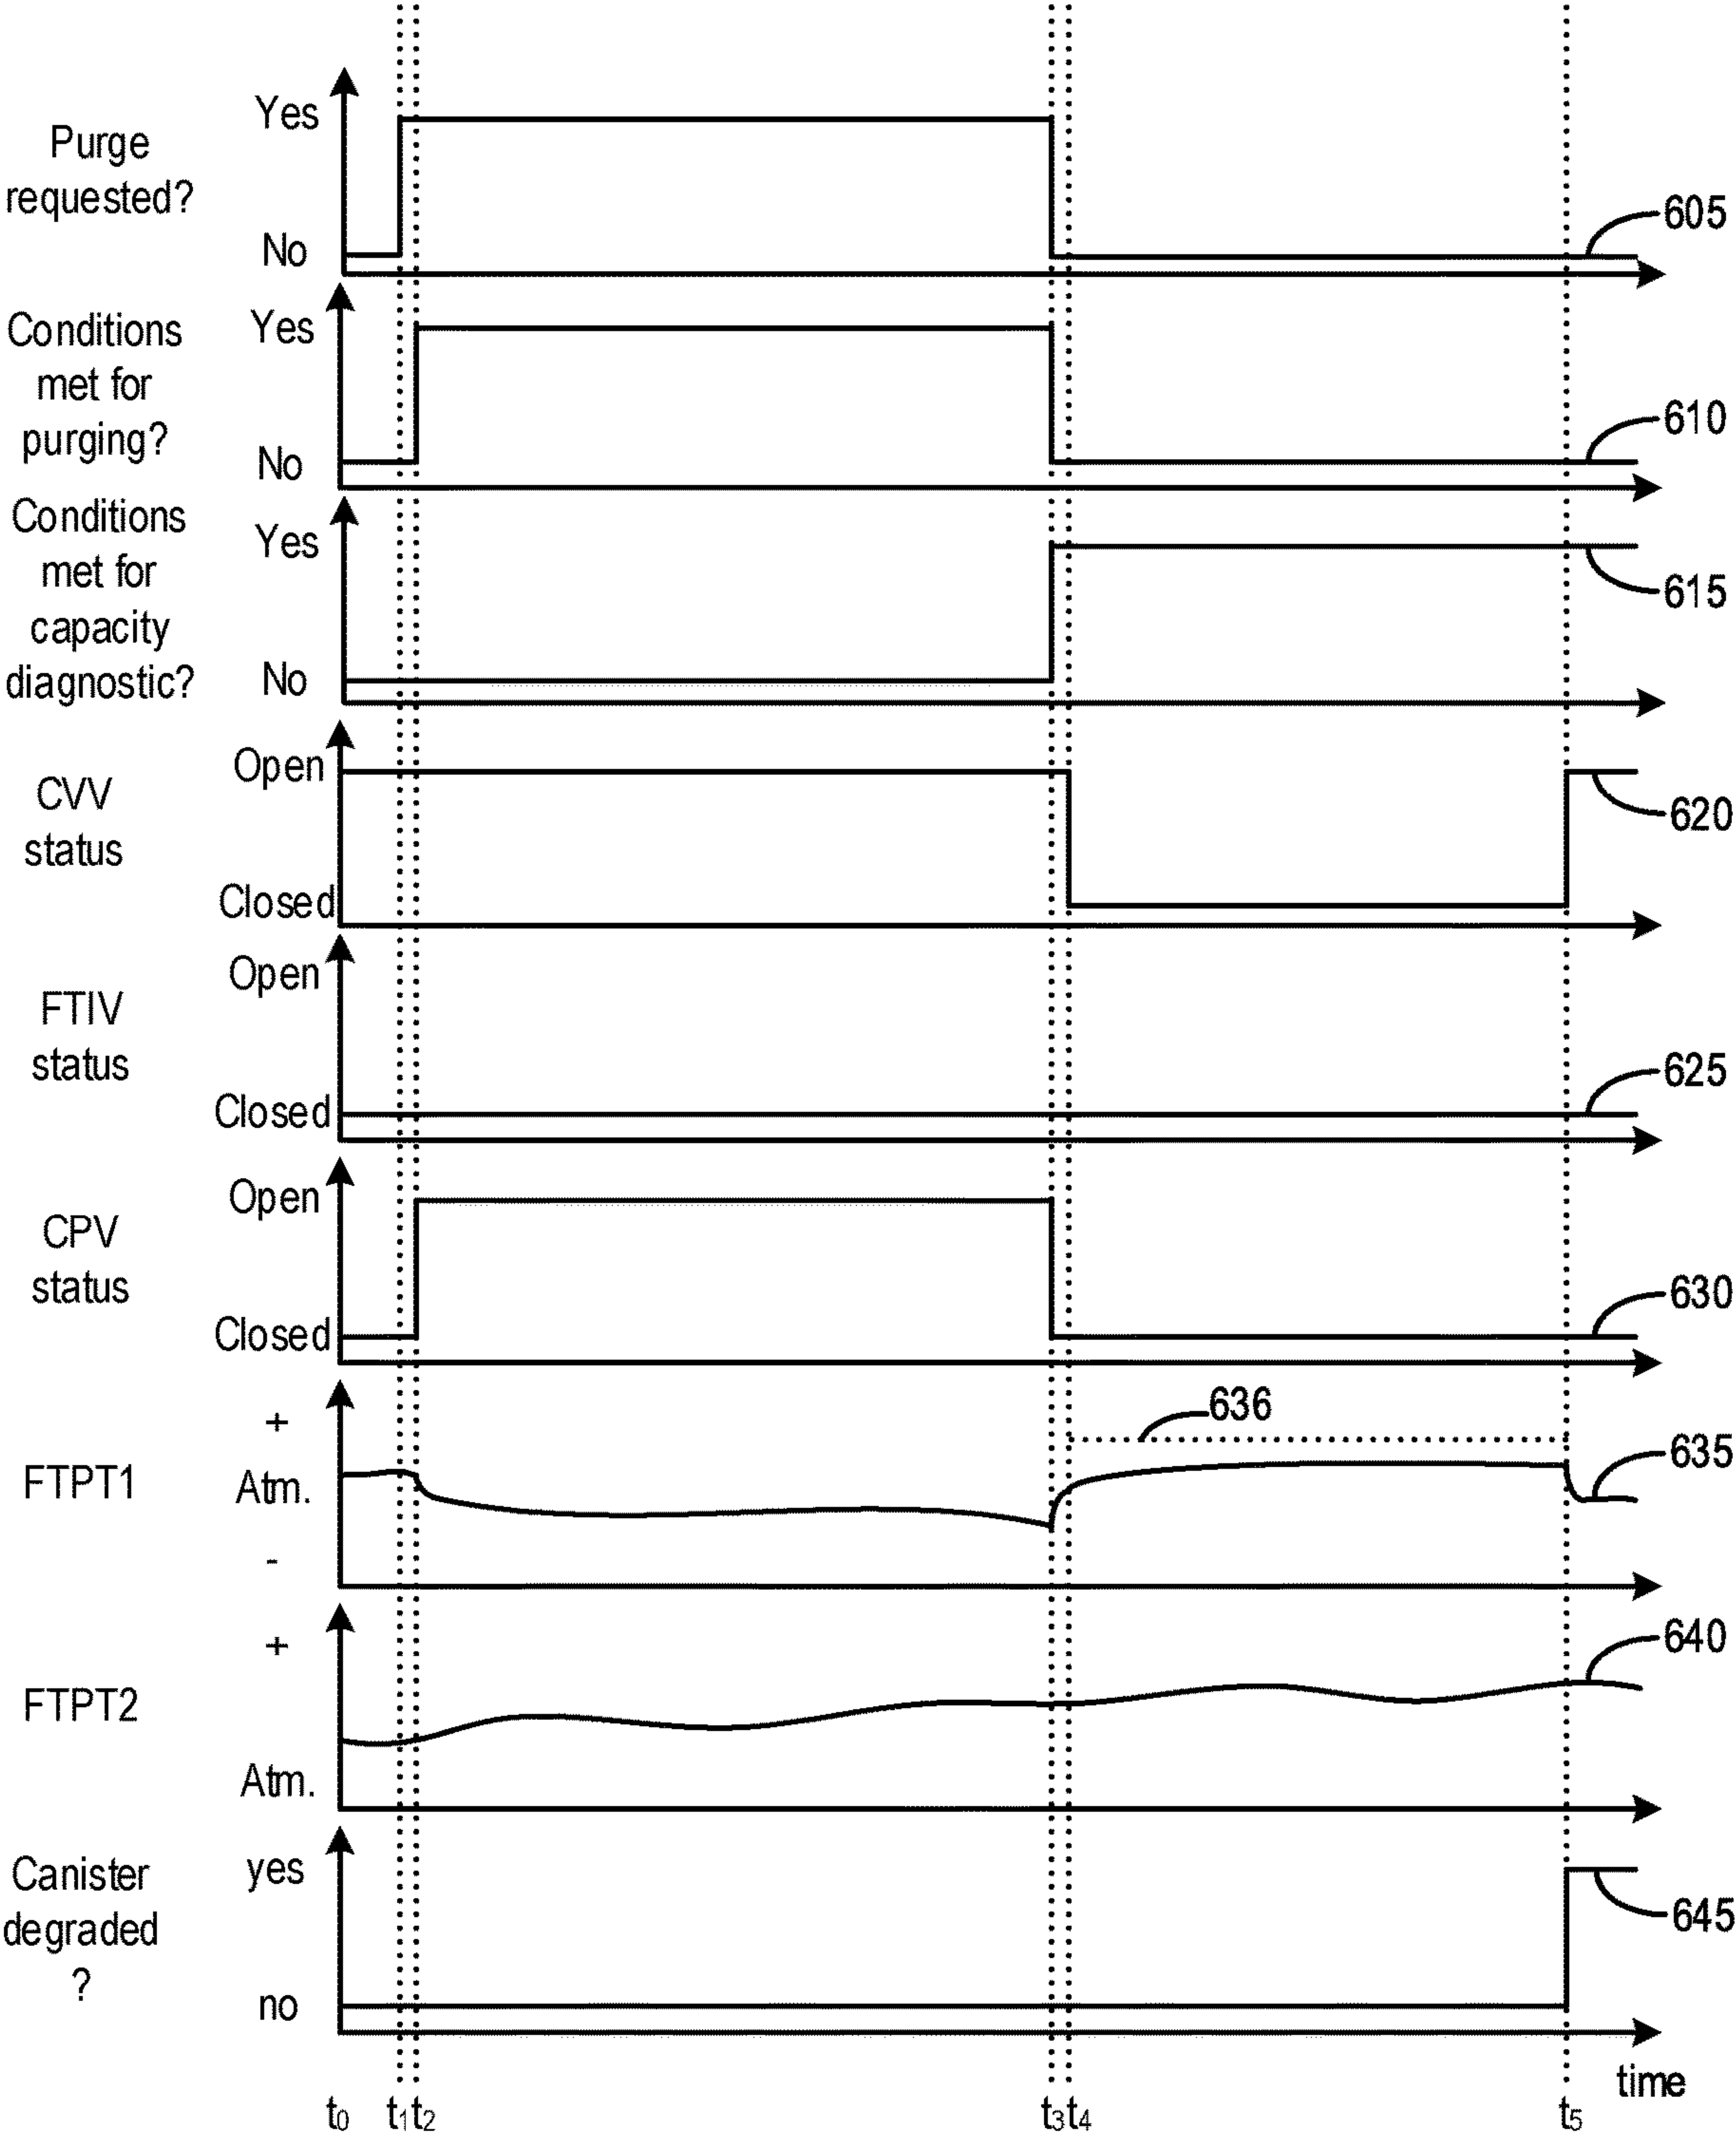 Yes
Purge
requested?
No
605
Conditions
met for
purging?
Yes
No
610
Conditions
met for
capacity
diagnostic?
Yes
No
615
CVV
status
Open
Closed
620
FTIV
status
Open
Closed
625
CPV
status
Open
Closed
630
FTPT1
+
Atm.
-
636
635
FTPT2
+
Atm.
640
Canister
degraded
?
yes
no
645
time
t0 t1 t2 t3 t4 t5